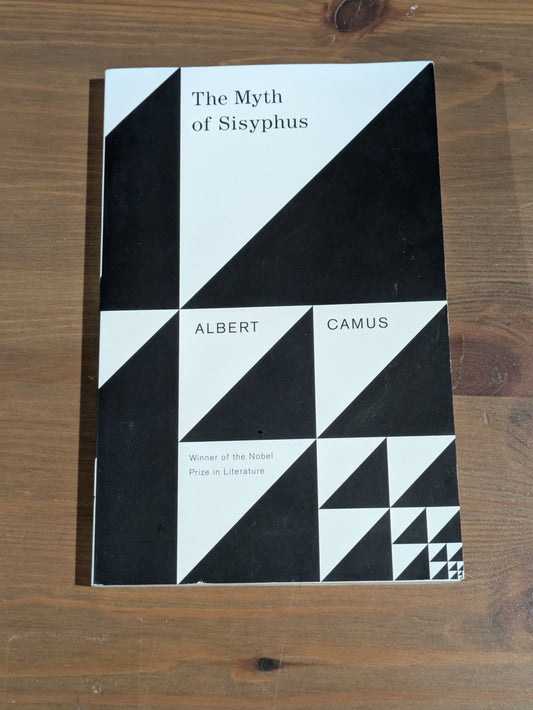 The Myth
of Sisyphus
ALBERT CAMUS
Winner of the Nobel
Prize in Literature